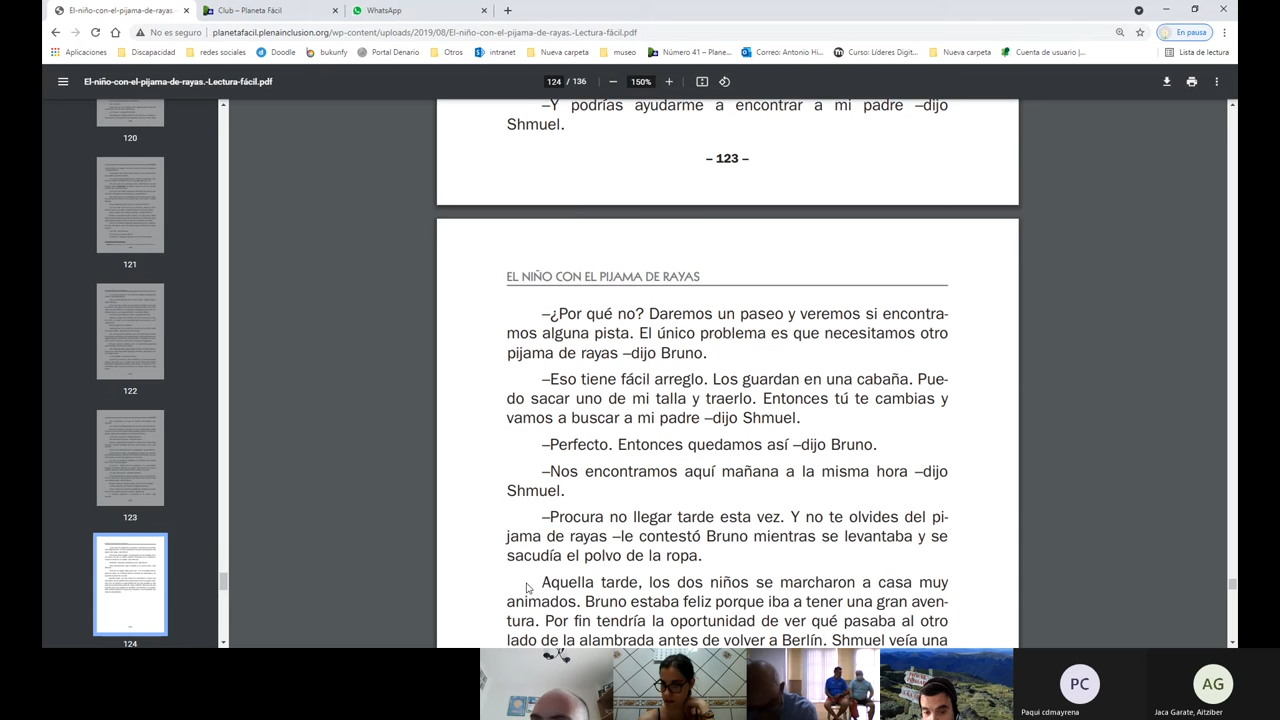 El-niño-con-el-pijama-de-rayas.-
Club – Planeta Fácil
WhatsApp
No es seguro
planetafacil.plenainclusion.org/wp-content/uploads/2019/08/El-niño-con-el-pijama-de-rayas.-Lectura-fácil.pdf
En pausa
Aplicaciones
Discapacidad
redes sociales
Doodle
bukunfy
Portal Denario
Otros
intranet
Nueva carpeta
museo
Número 41 – Plane...
Correo: Antonio Hi...
Curso: Líderes Digit...
Nueva carpeta
Cuenta de usuario|...
Lista de lectura
El-niño-con-el-pijama-de-rayas.-Lectura-fácil.pdf
124 / 136
150%
120
121
122
123
124
–Y podrías ayudarme a encontrar a mi padre –dijo
Shmuel.
– 123 –
EL NIÑO CON EL PIJAMA DE RAYAS
–¿Por qué no? Daremos un paseo y veremos si encontra-
mos alguna pista. El único problema es que necesitamos otro
pijama de rayas –dijo Bruno.
–Eso tiene fácil arreglo. Los guardan en una cabaña. Pue-
do sacar uno de mi talla y traerlo. Entonces tú te cambias y
vamos a buscar a mi padre –dijo Shmuel.
–Perfecto. Entonces quedamos así –dijo Bruno.
–Nos encontramos aquí mañana a la misma hora –dijo
Shmuel.
–Procura no llegar tarde esta vez. Y no te olvides del pi-
jama de rayas –le contestó Bruno mientras se levantaba y se
sacudía el polvo de la ropa.
Aquella tarde, los dos niños se marcharon a casa muy
animados. Bruno estaba feliz porque iba a tener una gran aven-
tura. Por fin tendría la oportunidad de ver qué pasaba al otro
lado de la alambrada antes de volver a Berlín. Shmuel veía una
PC
AG
Paqui cdmayrena
Jaca Garate, Aitziber